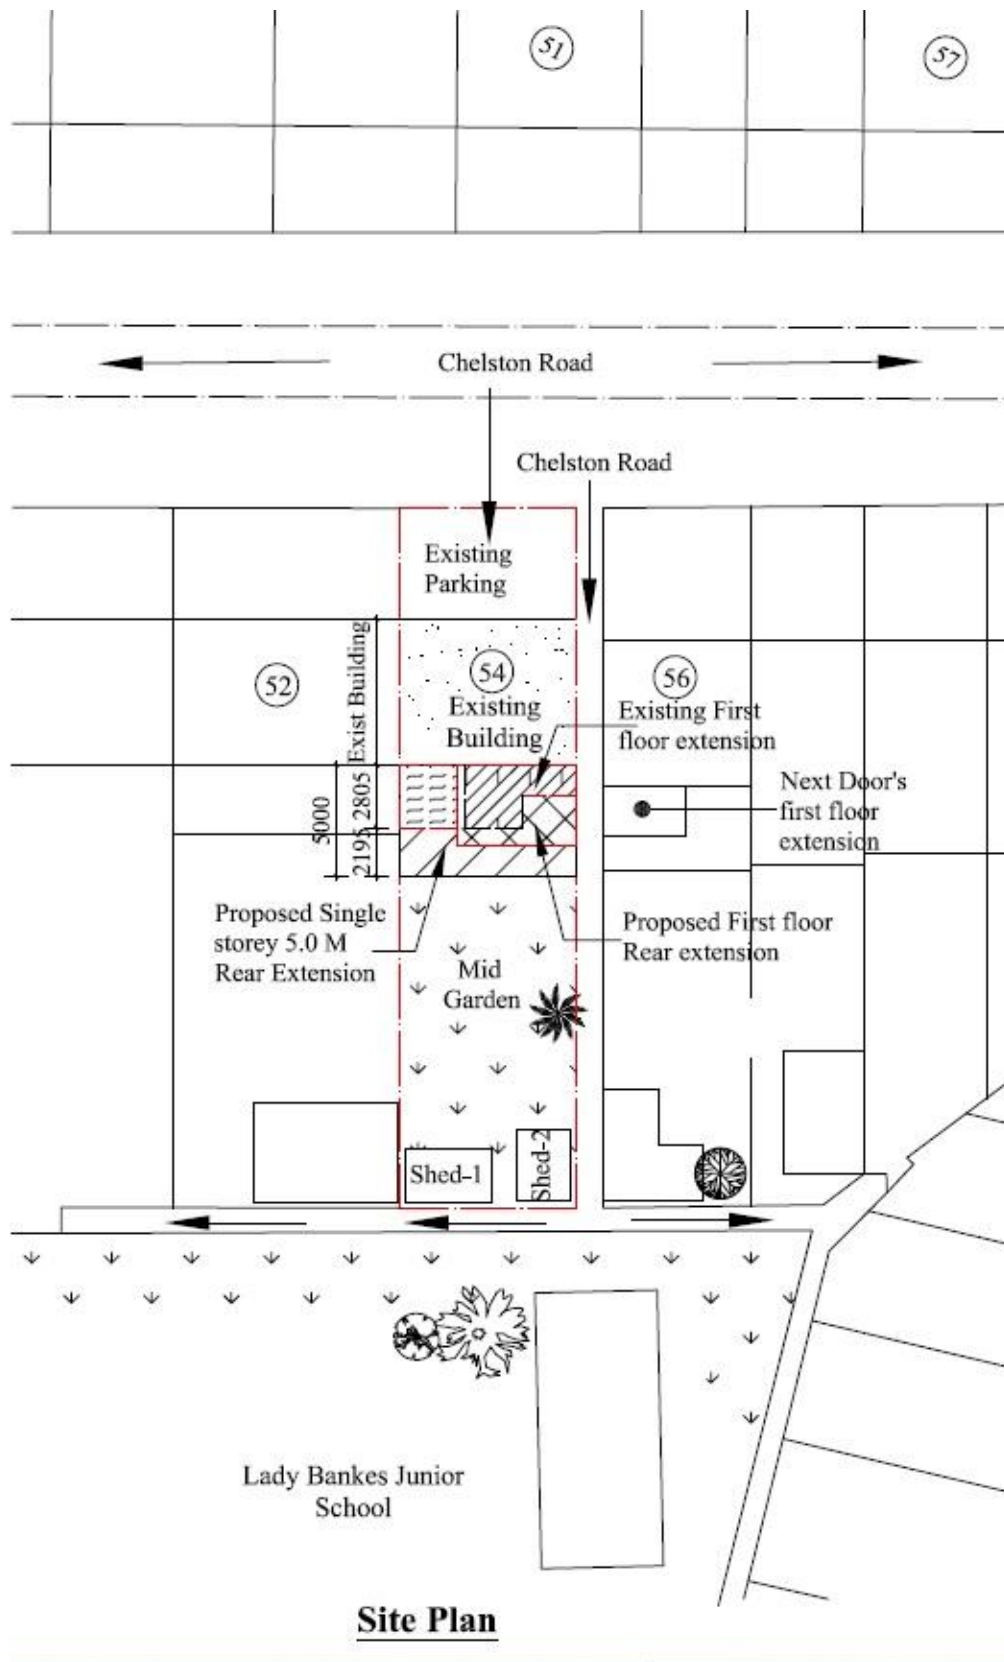 51
57
Chelston Road
Chelston Road
Existing
Parking
52
Exist Building
54
Existing
Building
56
Existing First
floor extension
5000
2805
2195
Next Door's
first floor
extension
Proposed Single
storey 5.0 M
Rear Extension
Proposed First floor
Rear extension
Mid
Garden
Shed-1
Shed-2
Lady Bankes Junior
School
Site Plan